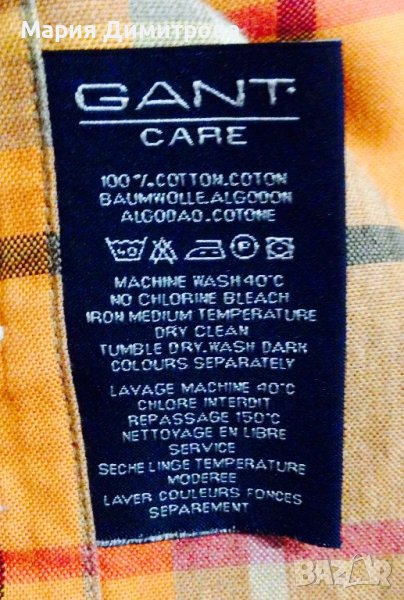 Мария Димитрова
GANT
CARE
100%.COTTON.COTON
BAUMWOLLE.ALGODON
ALGODAO.COTONE
40 P
MACHINE WASH 40°C
NO CHLORINE BLEACH
IRON MEDIUM TEMPERATURE
DRY CLEAN
TUMBLE DRY.WASH DARK
COLOURS SEPARATELY
LAVAGE MACHINE 40°C
CHLORE INTERDIT
REPASSAGE 150°C
NETTOYAGE EN LIBRE
SERVICE
SECHE LINGE TEMPERATURE
MODEREE
LAVER COULEURS FONCES
SEPAREMENT
BAZAR